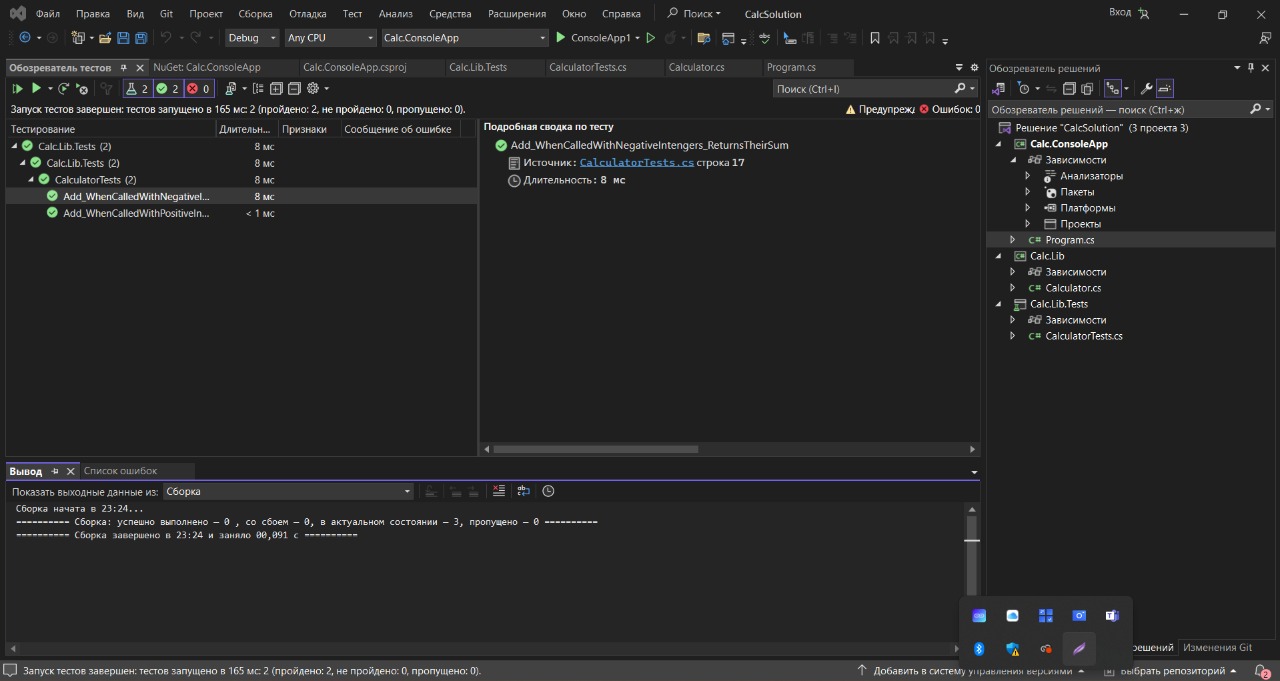 Файл Правка Вид Git Проект Сборка Отладка Тест Анализ Средства Расширения Окно Справка Поиск CalcSolution Вход
Debug Any CPU Calc.ConsoleApp ConsoleApp1
Обозреватель тестов NuGet: Calc.ConsoleApp Calc.ConsoleApp.csproj Calc.Lib.Tests CalculatorTests.cs Calculator.cs Program.cs
2 2 0 Поиск (Ctrl+I)
Запуск тестов завершен: тестов запущено в 165 мс: 2 (пройдено: 2, не пройдено: 0, пропущено: 0). Предупрежд Ошибок: 0
Тестирование Длительн... Признаки Сообщение об ошибке
Calc.Lib.Tests (2) 8 мс
Calc.Lib.Tests (2) 8 мс
CalculatorTests (2) 8 мс
Add_WhenCalledWithNegativeI... 8 мс
Add_WhenCalledWithPositiveIn... < 1 мс
Подробная сводка по тесту
Add_WhenCalledWithNegativeIntengers_ReturnsTheirSum
Источник: CalculatorTests.cs строка 17
Длительность: 8 мс
Обозреватель решений
Обозреватель решений — поиск (Ctrl+ж)
Решение "CalcSolution" (3 проекта 3)
Calc.ConsoleApp
Зависимости
Анализаторы
Пакеты
Платформы
Проекты
C# Program.cs
Calc.Lib
Зависимости
C# Calculator.cs
Calc.Lib.Tests
Зависимости
C# CalculatorTests.cs
Вывод Список ошибок
Показать выходные данные из: Сборка
Сборка начата в 23:24...
========== Сборка: успешно выполнено — 0 , со сбоем — 0, в актуальном состоянии — 3, пропущено — 0 ==========
========== Сборка завершено в 23:24 и заняло 00,091 с ==========
решений Изменения Git
Запуск тестов завершен: тестов запущено в 165 мс: 2 (пройдено: 2, не пройдено: 0, пропущено: 0). Добавить в систему управления версиями Выбрать репозиторий 2